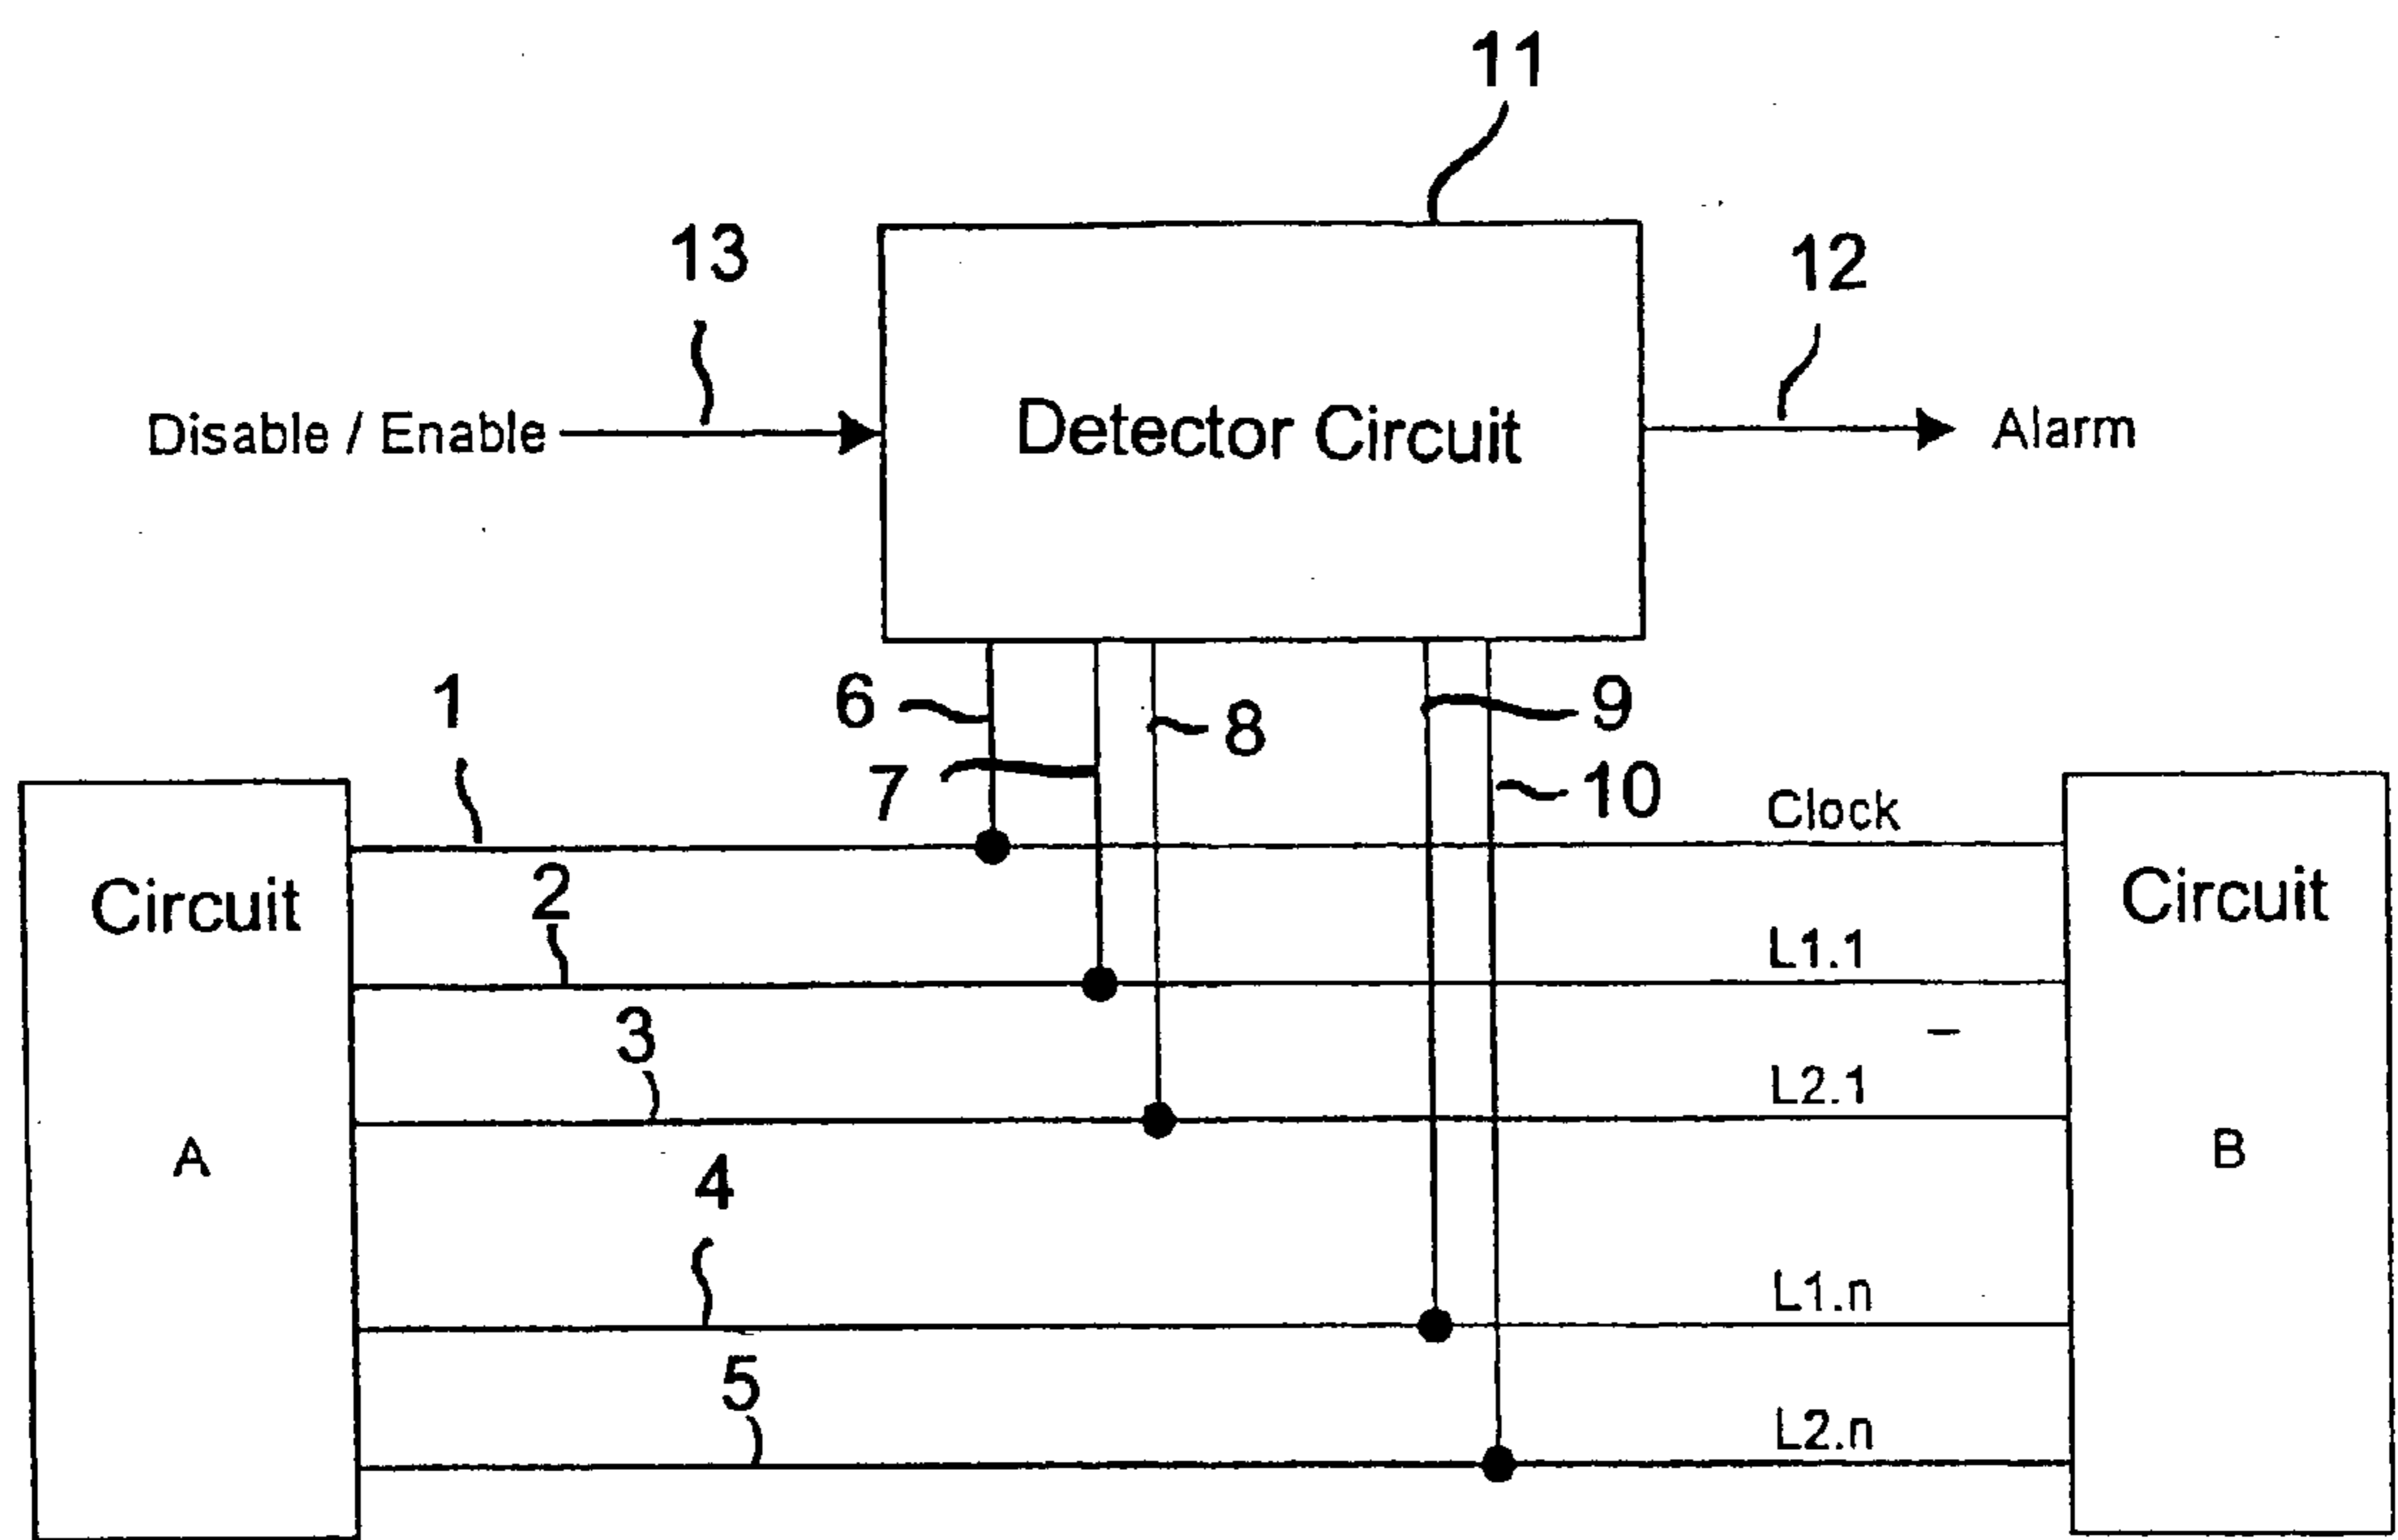 11
13
12
Disable / Enable
Detector Circuit
Alarm
1
6
8
9
7
10
Clock
Circuit
2
Circuit
L1.1
3
L2.1
A
4
B
L1.n
5
L2.n